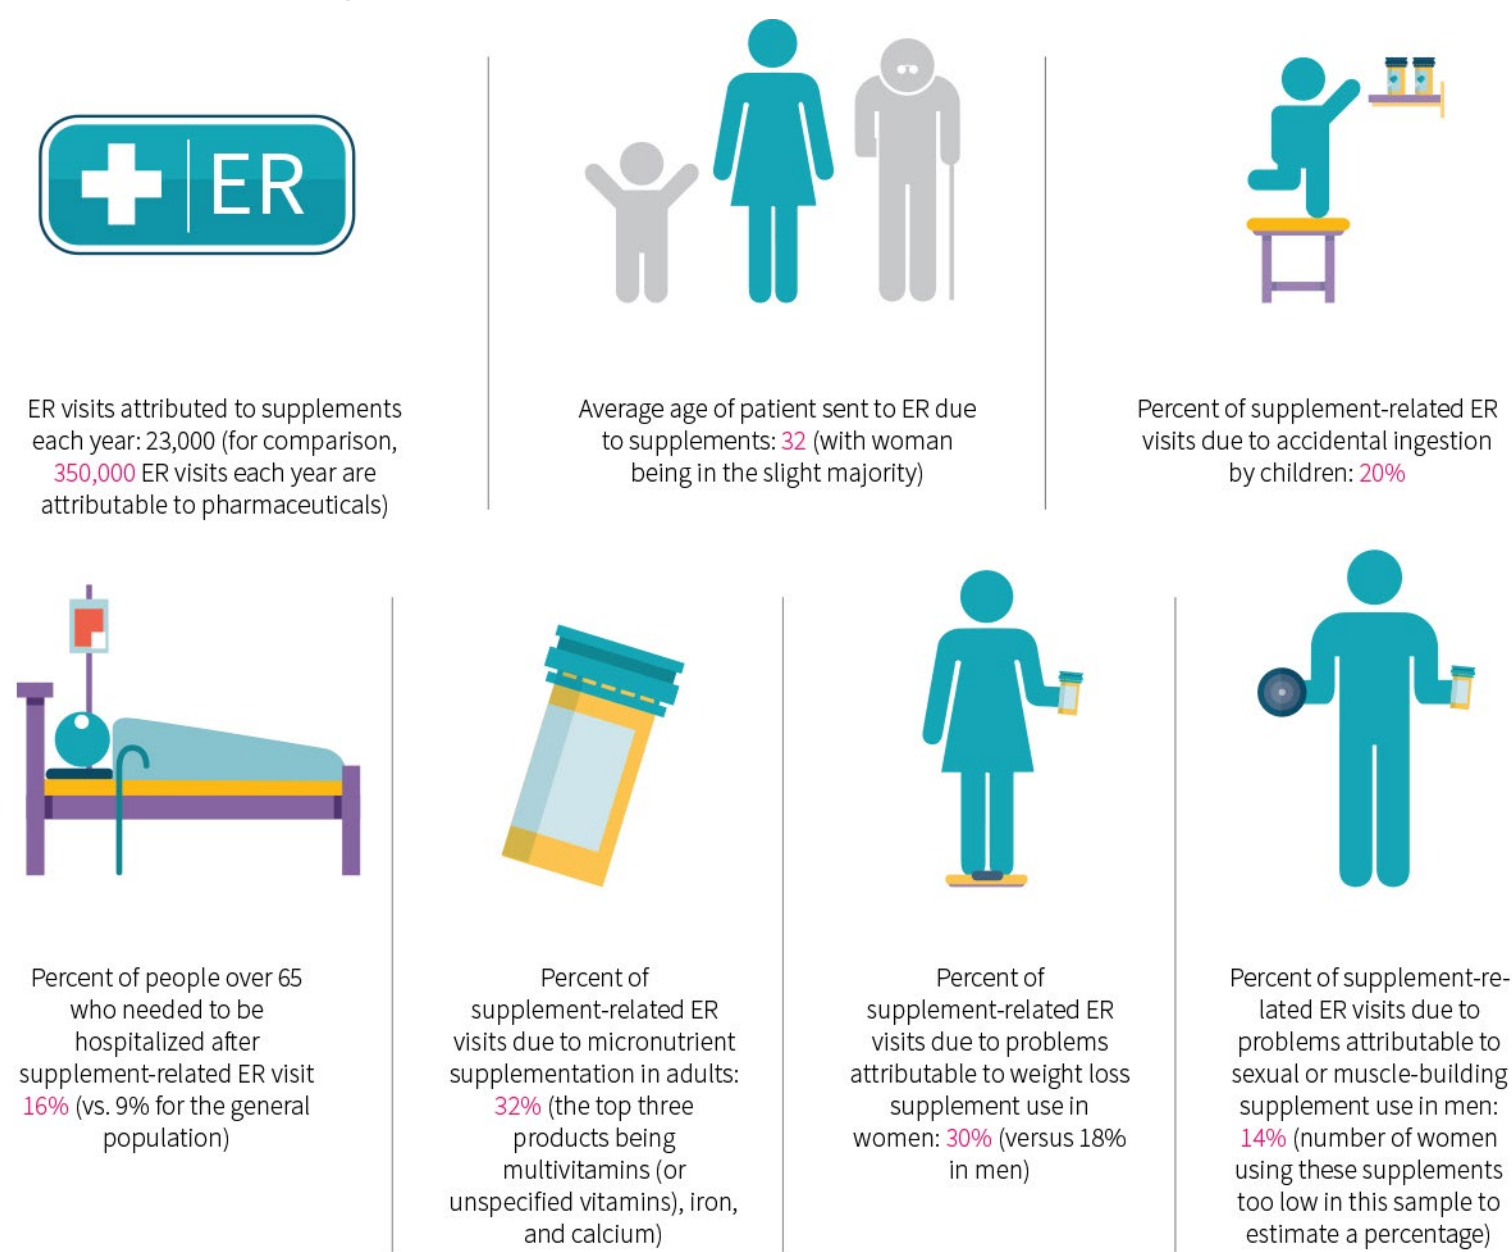 ER
ER visits attributed to supplements
each year: 23,000 (for comparison,
350,000 ER visits each year are
attributable to pharmaceuticals)
Average age of patient sent to ER due
to supplements: 32 (with woman
being in the slight majority)
Percent of supplement-related ER
visits due to accidental ingestion
by children: 20%
Percent of people over 65
who needed to be
hospitalized after
supplement-related ER visit
16% (vs. 9% for the general
population)
Percent of
supplement-related ER
visits due to micronutrient
supplementation in adults:
32% (the top three
products being
multivitamins (or
unspecified vitamins), iron,
and calcium)
Percent of
supplement-related ER
visits due to problems
attributable to weight loss
supplement use in
women: 30% (versus 18%
in men)
Percent of supplement-re-
lated ER visits due to
problems attributable to
sexual or muscle-building
supplement use in men:
14% (number of women
using these supplements
too low in this sample to
estimate a percentage)